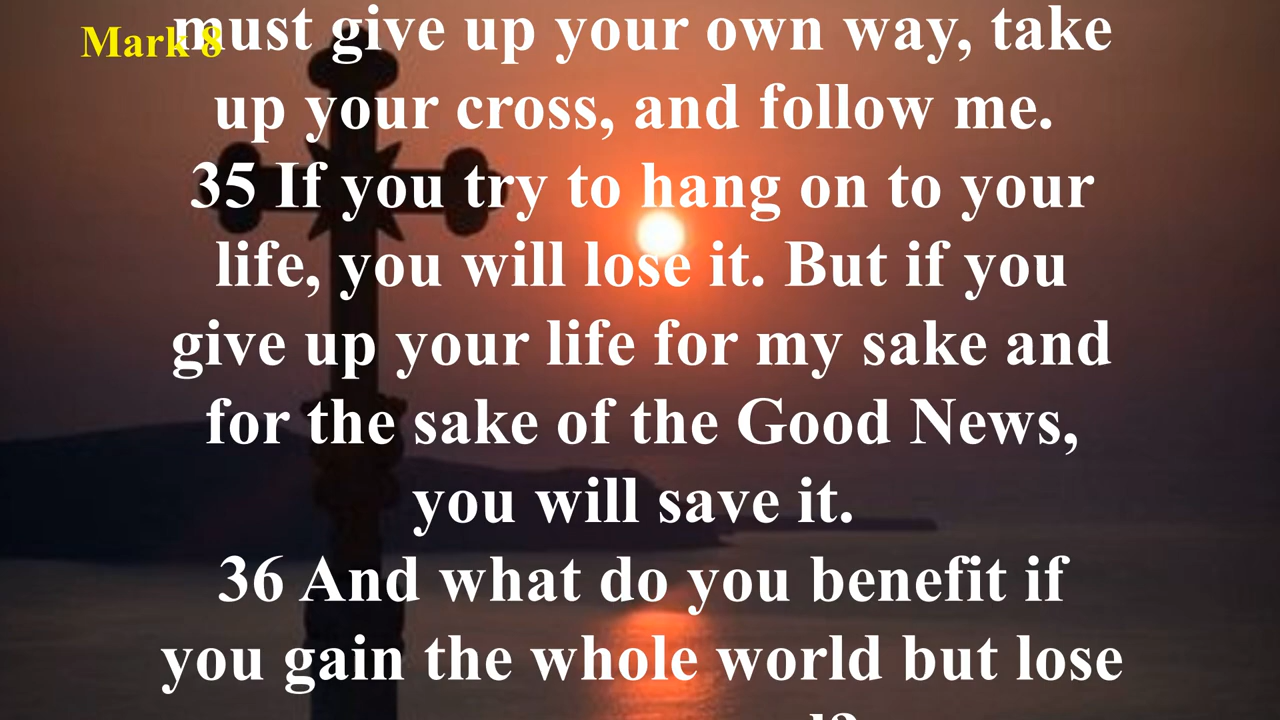 Mark 8
must give up your own way, take
up your cross, and follow me.
35 If you try to hang on to your
life, you will lose it. But if you
give up your life for my sake and
for the sake of the Good News,
you will save it.
36 And what do you benefit if
you gain the whole world but lose